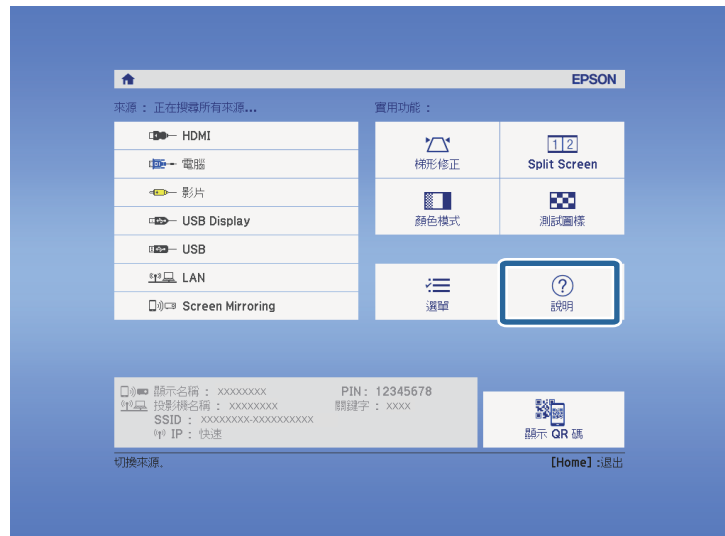 EPSON
來源 : 正在搜尋所有來源...
實用功能 :
HDMI
電腦
影片
USB Display
USB
LAN
Screen Mirroring
梯形修正
1 2
Split Screen
顏色模式
測試圖樣
選單
?
說明
顯示名稱 : xxxxxxxx
PIN : 12345678
投影機名稱 : xxxxxxxx
關鍵字 : xxxx
SSID : xxxxxxxx-xxxxxxxxxx
IP : 快速
顯示 QR 碼
切換來源.
[Home] :退出